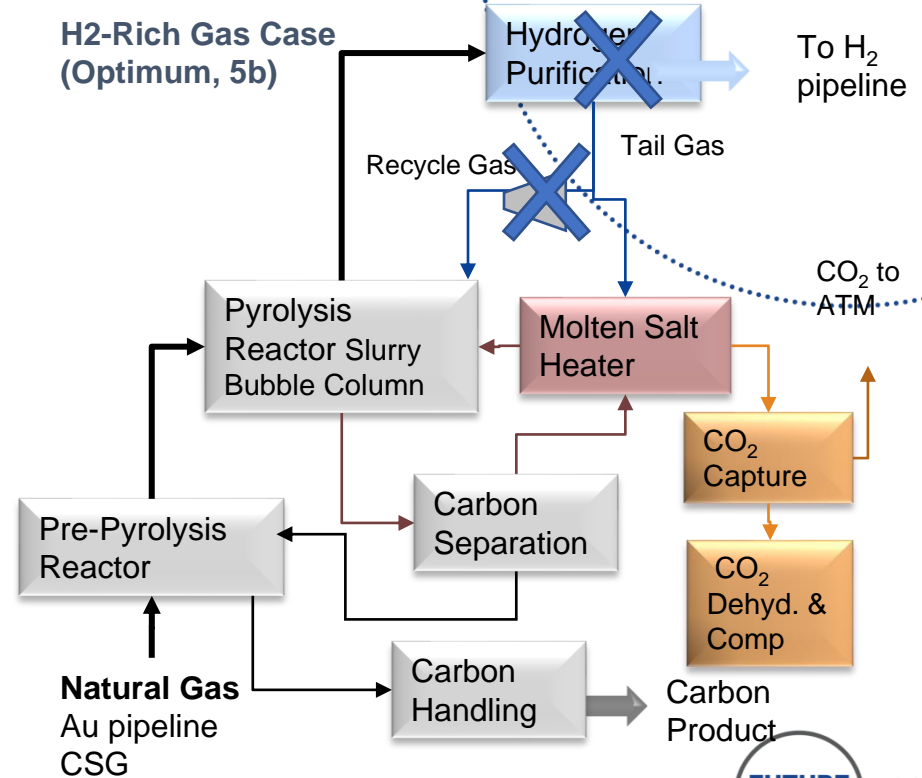 H2-Rich Gas Case
(Optimum, 5b)
Hydrogen
Purification
To H₂
pipeline
Tail Gas
Recycle Gas
CO₂ to
ATM
Pyrolysis
Reactor Slurry
Bubble Column
Molten Salt
Heater
CO₂
Capture
Carbon
Separation
Pre-Pyrolysis
Reactor
CO₂
Dehyd. &
Comp
Carbon
Handling
Carbon
Product
Natural Gas
Au pipeline
CSG